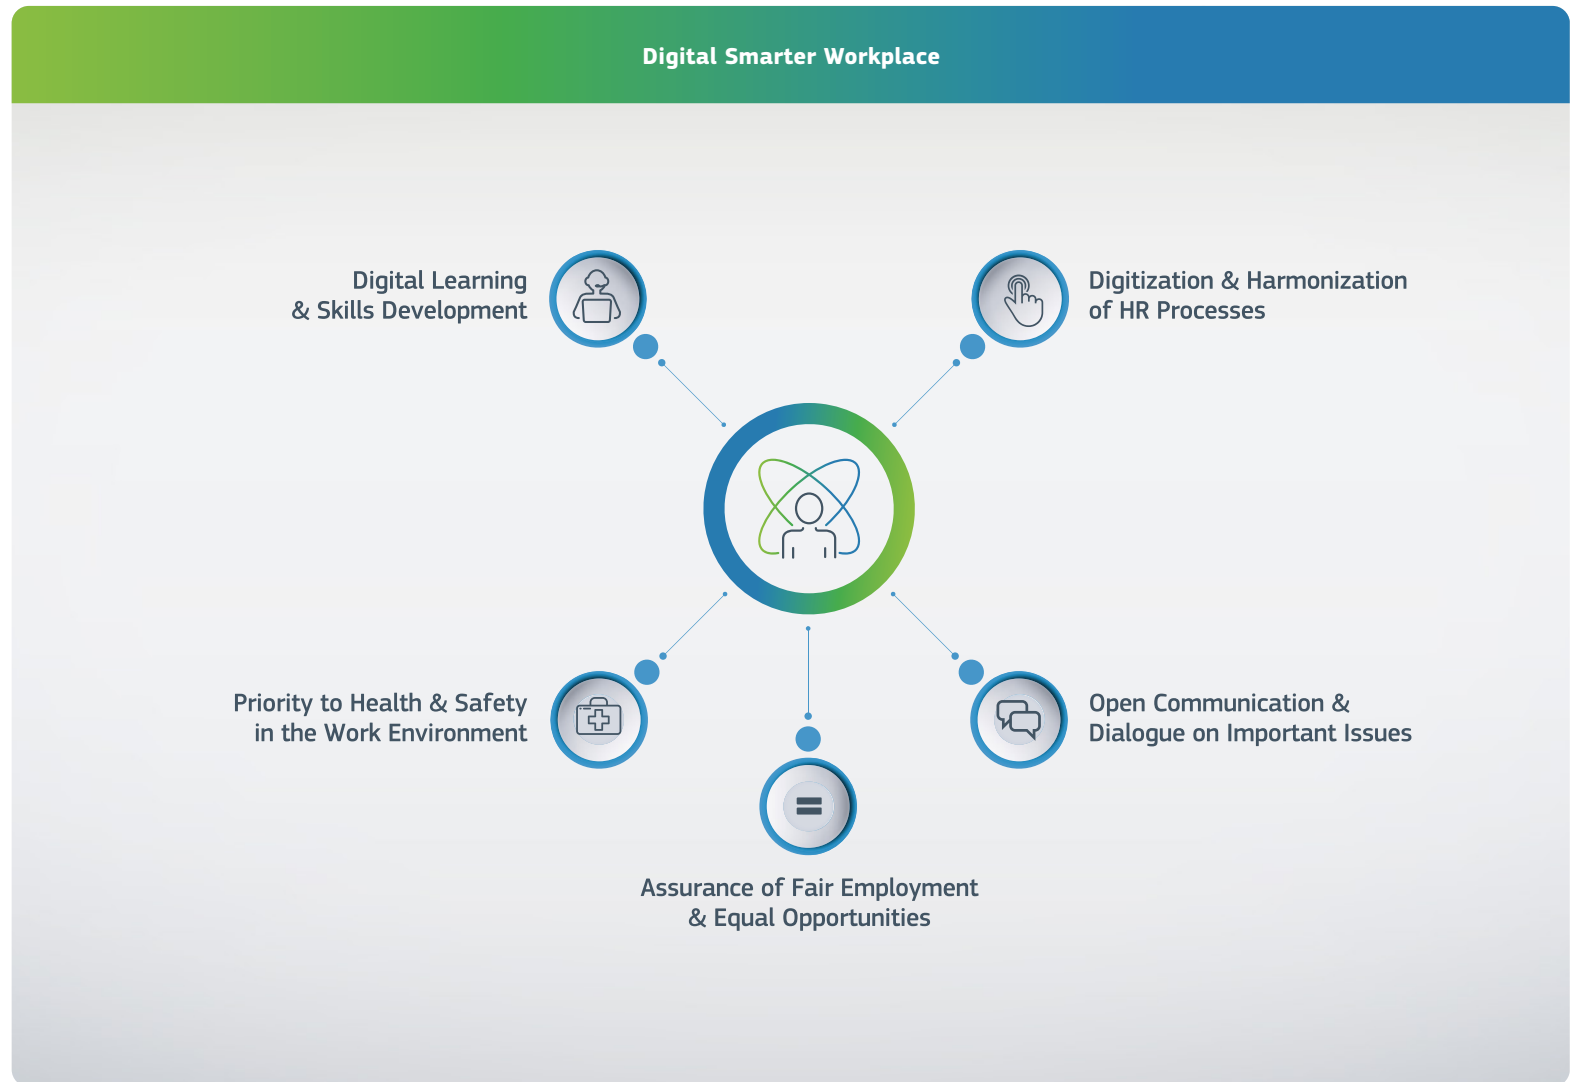 Digital Smarter Workplace
Digital Learning
& Skills Development
Digitization & Harmonization
of HR Processes
Priority to Health & Safety
in the Work Environment
Open Communication &
Dialogue on Important Issues
Assurance of Fair Employment
& Equal Opportunities